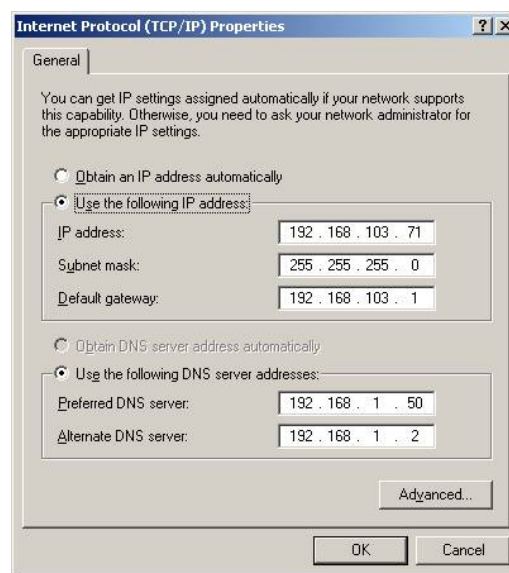 Internet Protocol (TCP/IP) Properties
General
You can get IP settings assigned automatically if your network supports
this capability. Otherwise, you need to ask your network administrator for
the appropriate IP settings.
Obtain an IP address automatically
Use the following IP address:
IP address: 192 . 168 . 103 . 71
Subnet mask: 255 . 255 . 255 . 0
Default gateway: 192 . 168 . 103 . 1
Obtain DNS server address automatically
Use the following DNS server addresses:
Preferred DNS server: 192 . 168 . 1 . 50
Alternate DNS server: 192 . 168 . 1 . 2
Advanced...
OK Cancel